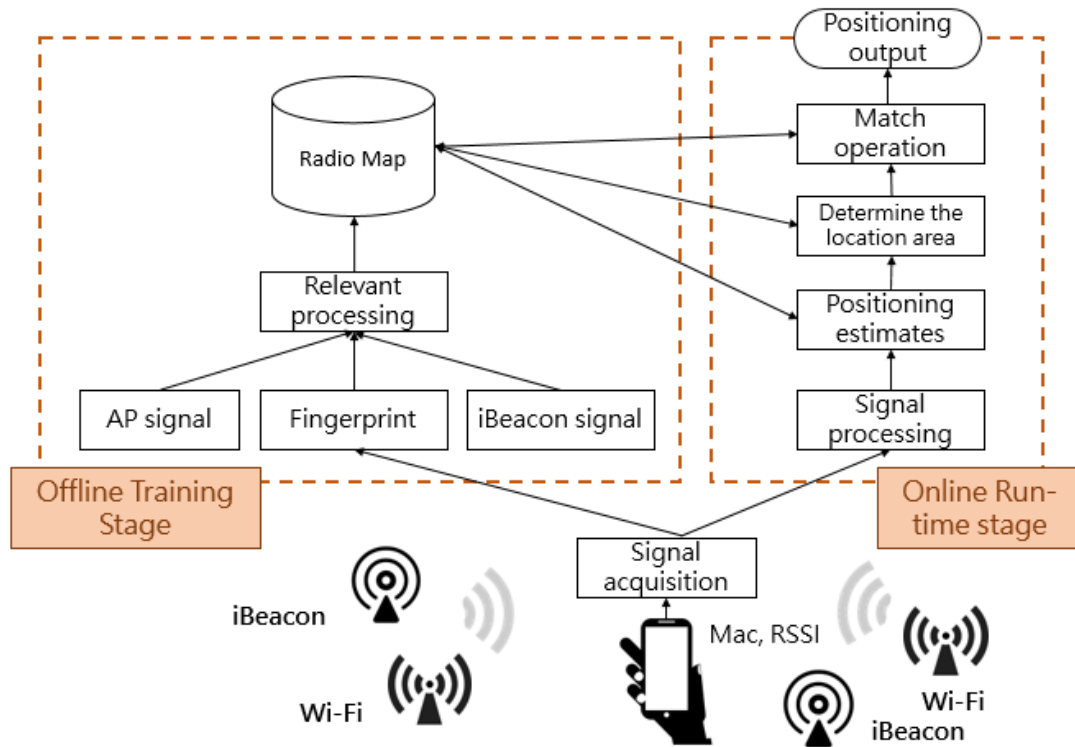 Positioning
output
Match
operation
Radio Map
Determine the
location area
Relevant
processing
Positioning
estimates
AP signal
Fingerprint
iBeacon signal
Signal
processing
Offline Training
Stage
Online Run-
time stage
Signal
acquisition
iBeacon
Mac, RSSI
Wi-Fi
Wi-Fi
iBeacon